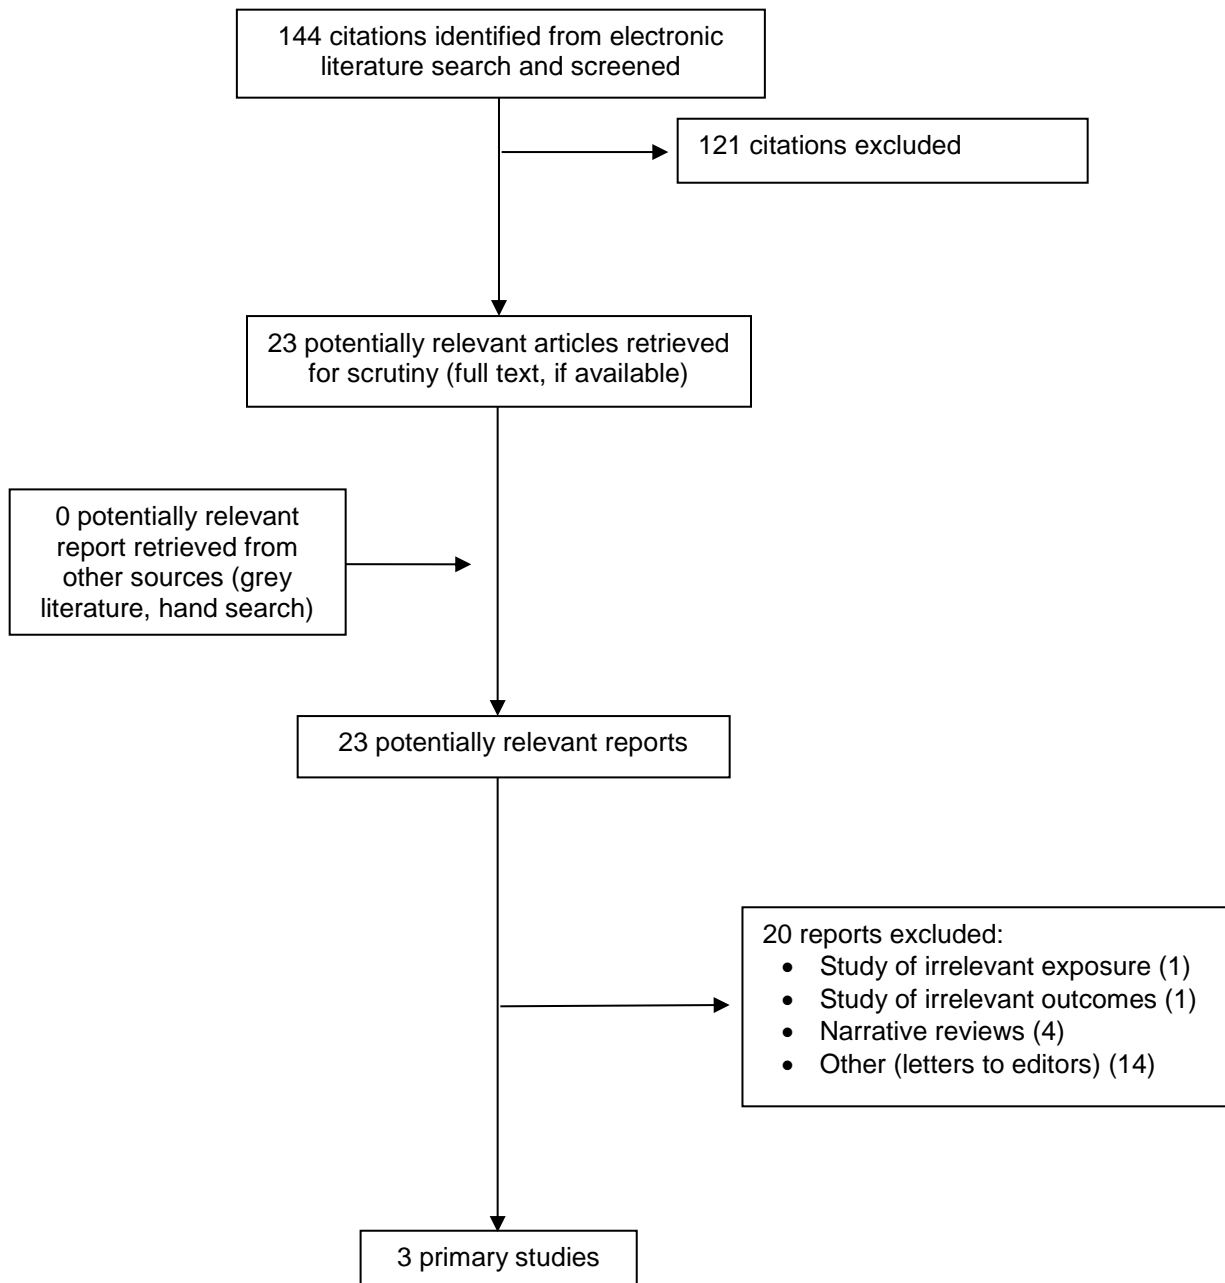 144 citations identified from electronic
literature search and screened
121 citations excluded
23 potentially relevant articles retrieved
for scrutiny (full text, if available)
0 potentially relevant
report retrieved from
other sources (grey
literature, hand search)
23 potentially relevant reports
20 reports excluded:
• Study of irrelevant exposure (1)
• Study of irrelevant outcomes (1)
• Narrative reviews (4)
• Other (letters to editors) (14)
3 primary studies